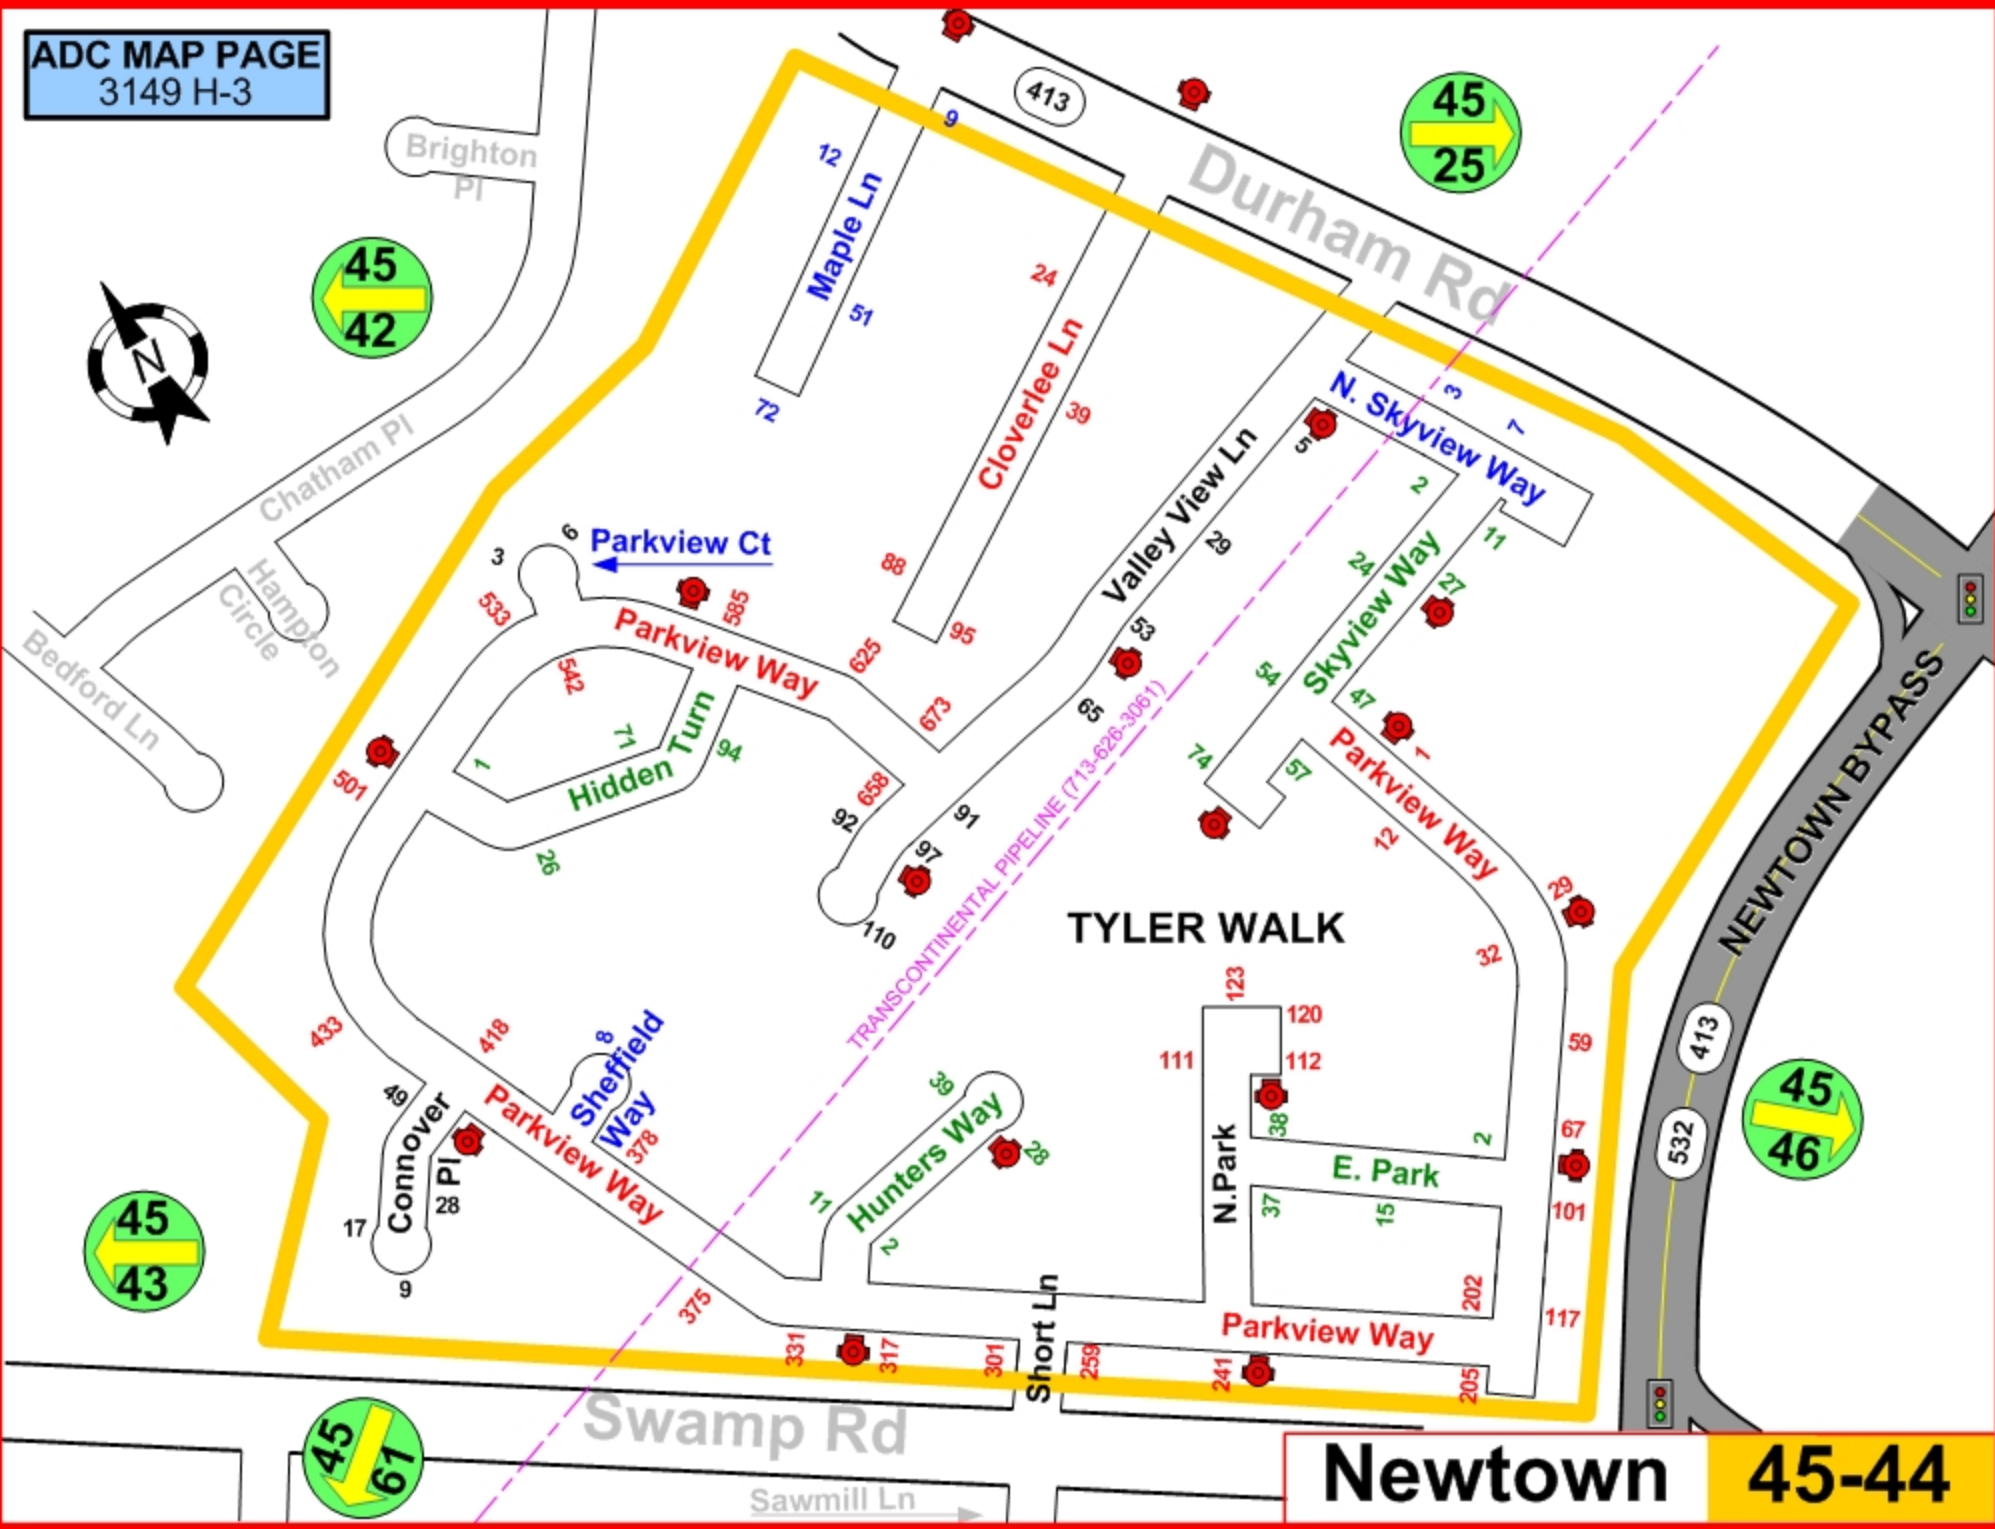 ADC MAP PAGE
3149 H-3
Brighton
Pl
413
45
25
Durham Rd
9
12
Maple Ln
51
72
24
Cloverlee Ln
39
88
95
45
42
N
Chatham Pl
Hampton
Circle
Bedford Ln
3
N. Skyview Way
7
5
2
11
Valley View Ln
29
24
Skyview Way
27
53
54
47
65
74
57
3
6
Parkview Ct
533
585
Parkview Way
625
542
673
71
Hidden Turn
94
1
26
501
658
92
91
97
110
TRANSCONTINENTAL PIPELINE (713-626-3061)
1
Parkview Way
12
29
32
TYLER WALK
NEWTOWN BYPASS
413
532
59
123
120
111
112
38
2
67
E. Park
N.Park
37
15
101
202
117
433
418
8
Sheffield
Way
378
49
Connover
Pl
28
17
9
Parkview Way
39
Hunters Way
28
11
2
45
43
45
46
375
331
317
301
Short Ln
259
Parkview Way
241
205
Swamp Rd
45
61
Sawmill Ln
Newtown
45-44